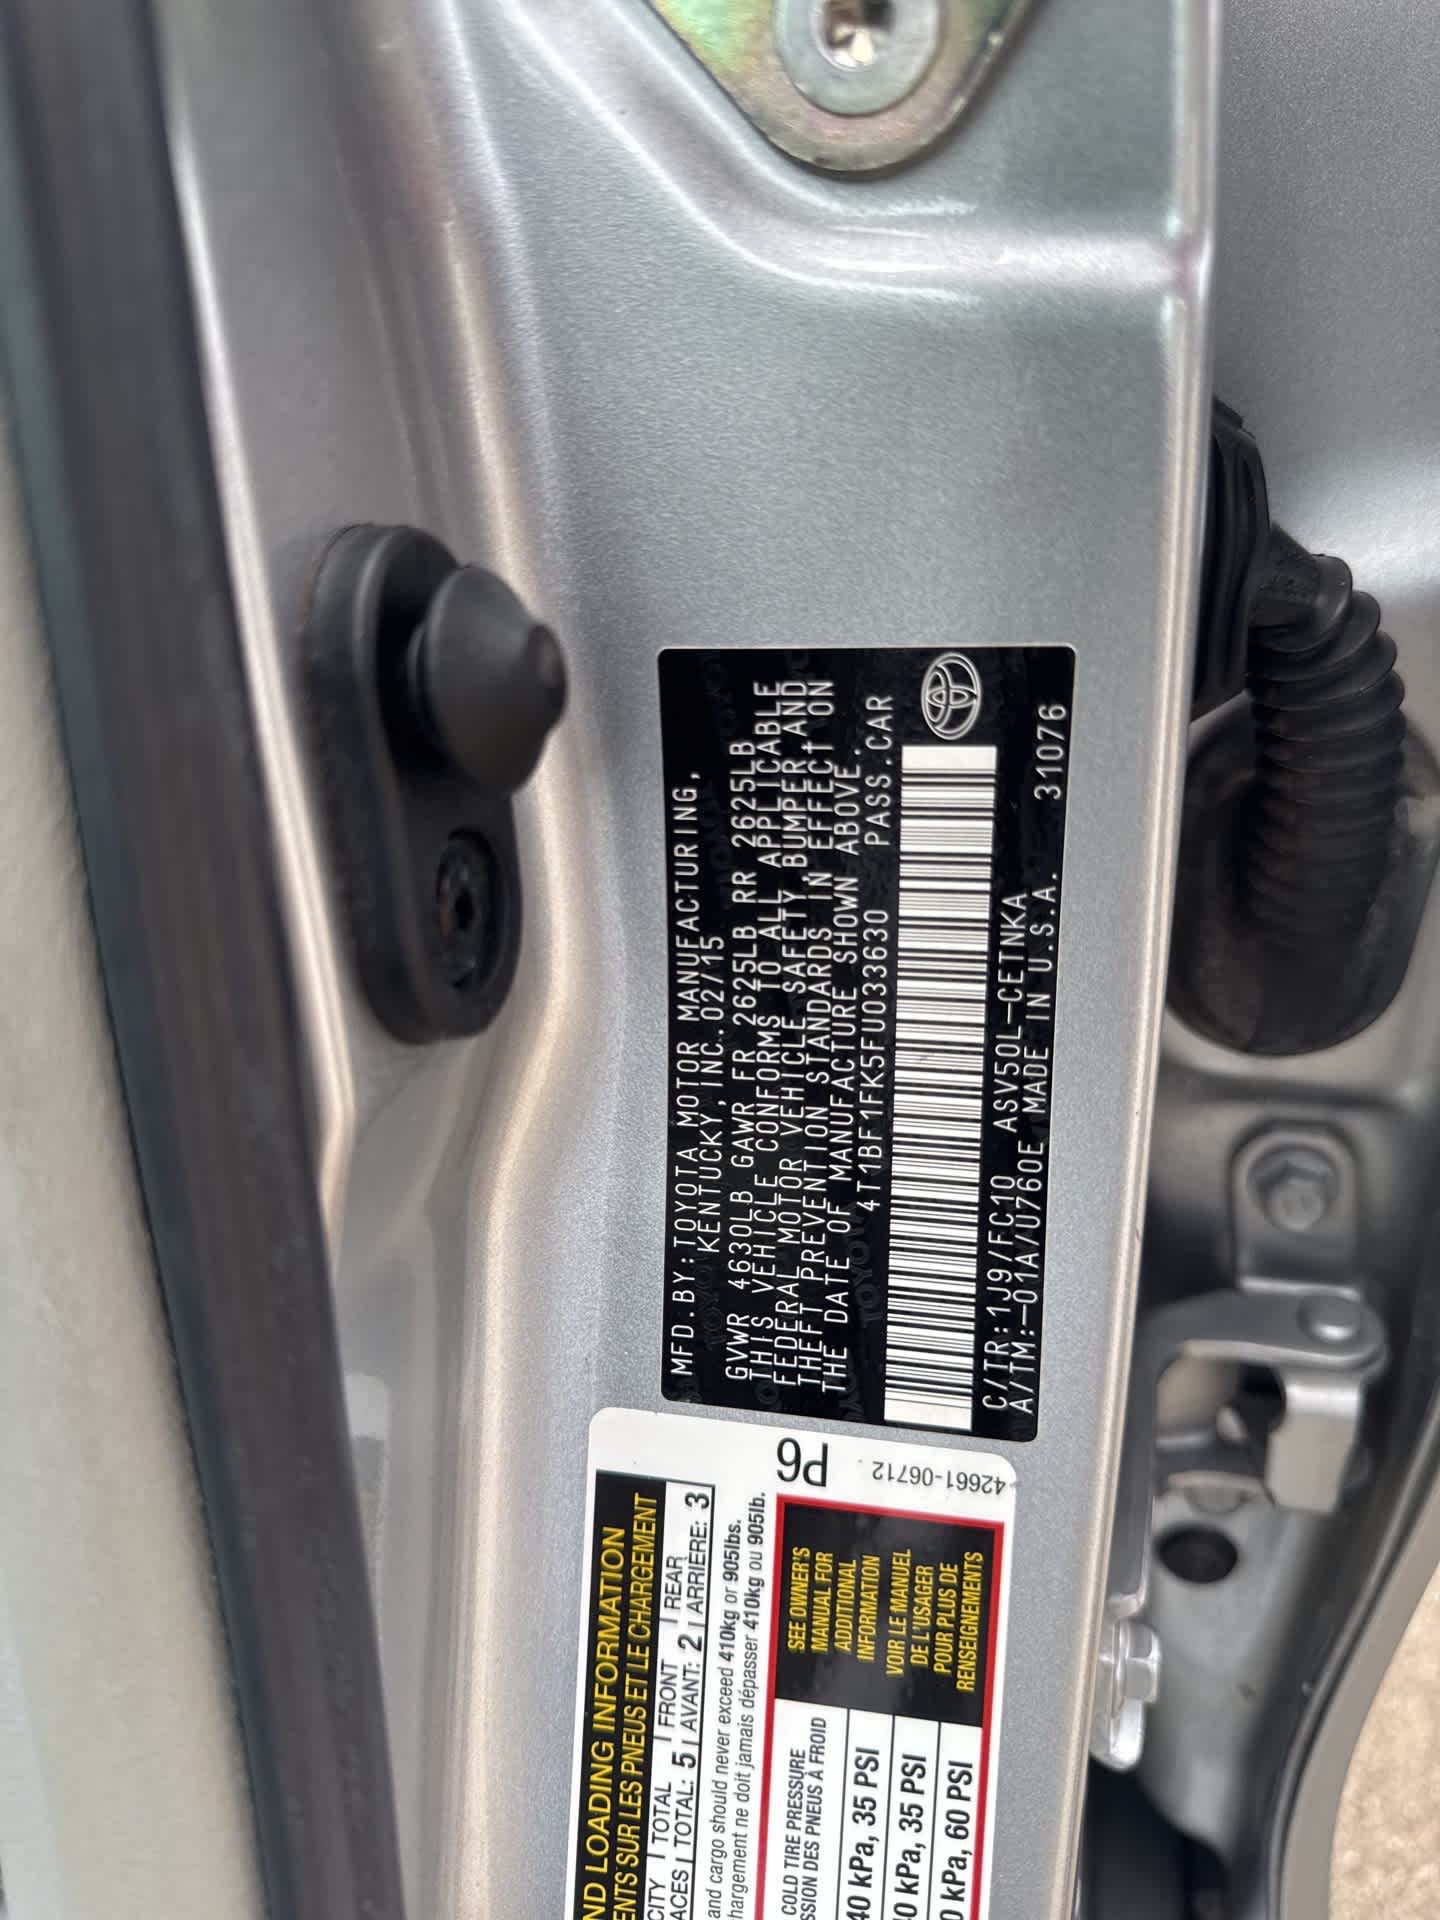 MFD.BY:TOYOTA MOTOR MANUFACTURING,
KENTUCKY,INC. 02/15
GVWR 4630LB GAWR FR 2625LB RR 2625LB
THIS VEHICLE CONFORMS TO ALL APPLICABLE
FEDERAL MOTOR VEHICLE SAFETY,BUMPER,AND
THEFT PREVENTION STANDARDS IN EFFECT ON
THE DATE OF MANUFACTURE SHOWN ABOVE.
4T1BF1FK5FU033630 PASS.CAR
C/TR:1J9/FC10 ASV50L-CETNKA
A/TM:-01A/U760E MADE IN U.S.A. 31076
P6
42661-06712
ND LOADING INFORMATION
ENTS SUR LES PNEUS ET LE CHARGEMENT
CITY TOTAL FRONT REAR
ACES TOTAL: 5 AVANT: 2 ARRIÈRE: 3
and cargo should never exceed 410kg or 905lbs.
hargement ne doit jamais dépasser 410kg ou 905lb.
COLD TIRE PRESSURE
SSION DES PNEUS À FROID
40 kPa, 35 PSI
40 kPa, 35 PSI
0 kPa, 60 PSI
SEE OWNER'S
MANUAL FOR
ADDITIONAL
INFORMATION
VOIR LE MANUEL
DE L'USAGER
POUR PLUS DE
RENSEIGNEMENTS